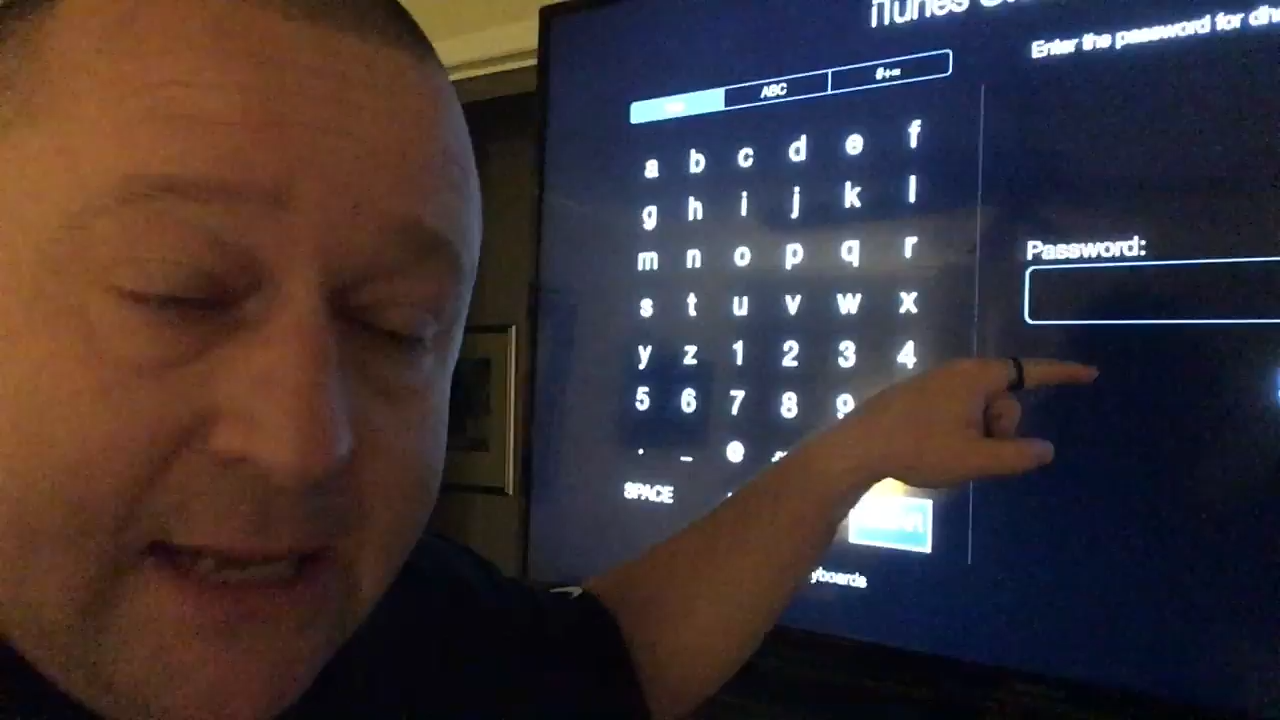 iTunes
Enter the password for
ABC
#+=
a b c d e f
g h i j k l
m n o p q r
s t u v w x
y z 1 2 3 4
5 6 7 8 9
. _ @
SPACE
Password: